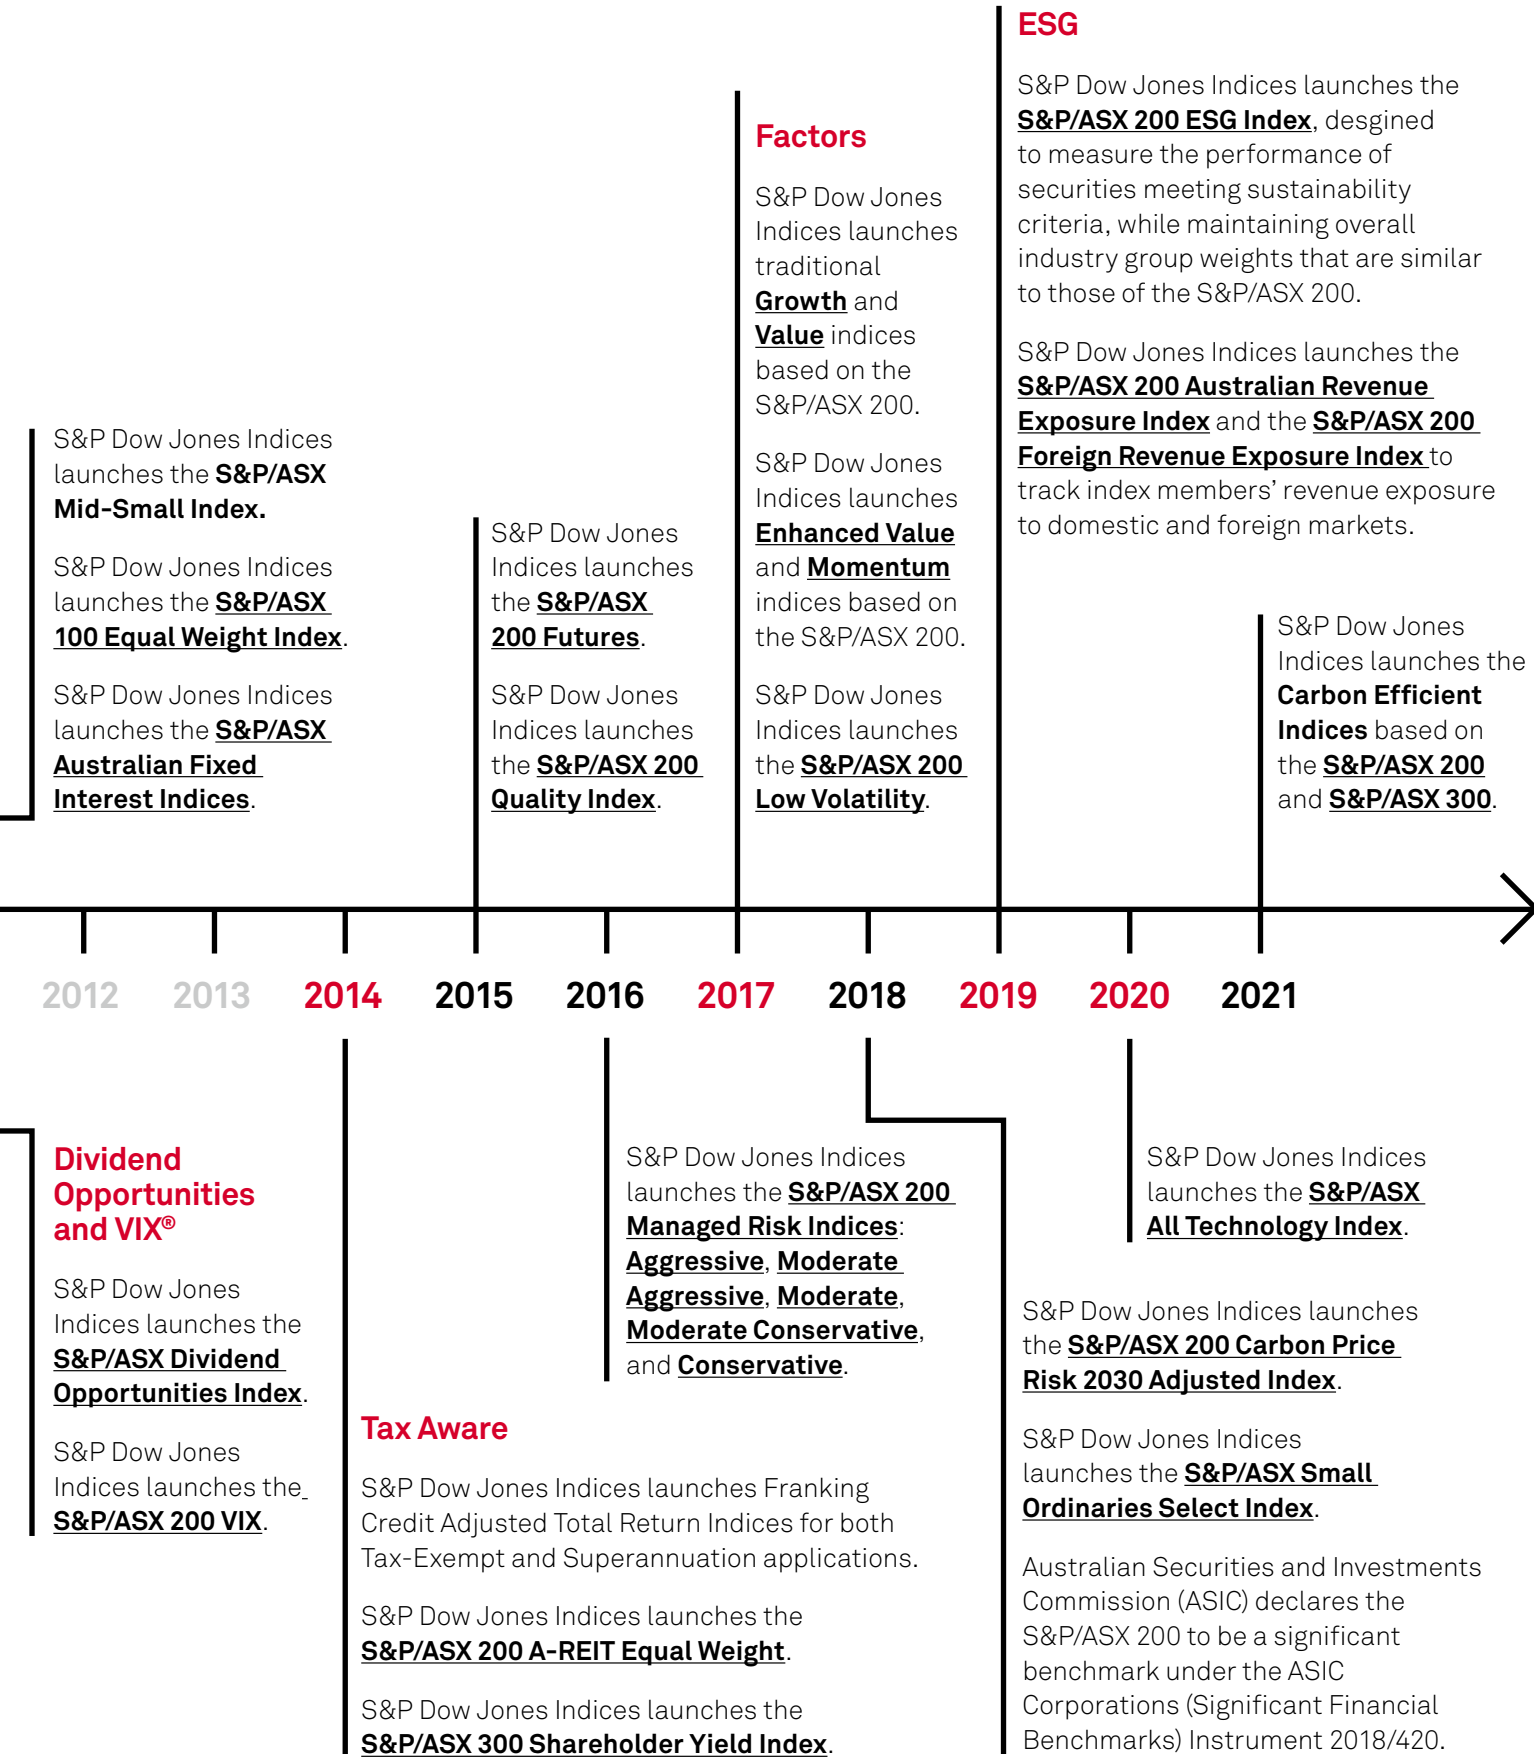 S&P Dow Jones Indices
launches the S&P/ASX
Mid-Small Index.
S&P Dow Jones Indices
launches the S&P/ASX
100 Equal Weight Index.
S&P Dow Jones Indices
launches the S&P/ASX
Australian Fixed
Interest Indices.
S&P Dow Jones
Indices launches
the S&P/ASX
200 Futures.
S&P Dow Jones
Indices launches
the S&P/ASX 200
Quality Index.
Factors
S&P Dow Jones
Indices launches
traditional
Growth and
Value indices
based on the
S&P/ASX 200.
S&P Dow Jones
Indices launches
Enhanced Value
and Momentum
indices based on
the S&P/ASX 200.
S&P Dow Jones
Indices launches
the S&P/ASX 200
Low Volatility.
ESG
S&P Dow Jones Indices launches the
S&P/ASX 200 ESG Index, desgined
to measure the performance of
securities meeting sustainability
criteria, while maintaining overall
industry group weights that are similar
to those of the S&P/ASX 200.
S&P Dow Jones Indices launches the
S&P/ASX 200 Australian Revenue
Exposure Index and the S&P/ASX 200
Foreign Revenue Exposure Index to
track index members’ revenue exposure
to domestic and foreign markets.
S&P Dow Jones
Indices launches the
Carbon Efficient
Indices based on
the S&P/ASX 200
and S&P/ASX 300.
2012 2013 2014 2015 2016 2017 2018 2019 2020 2021
Dividend
Opportunities
and VIX®
S&P Dow Jones
Indices launches the
S&P/ASX Dividend
Opportunities Index.
S&P Dow Jones
Indices launches the
S&P/ASX 200 VIX.
Tax Aware
S&P Dow Jones Indices launches Franking
Credit Adjusted Total Return Indices for both
Tax-Exempt and Superannuation applications.
S&P Dow Jones Indices launches the
S&P/ASX 200 A-REIT Equal Weight.
S&P Dow Jones Indices launches the
S&P/ASX 300 Shareholder Yield Index.
S&P Dow Jones Indices
launches the S&P/ASX 200
Managed Risk Indices:
Aggressive, Moderate
Aggressive, Moderate,
Moderate Conservative,
and Conservative.
S&P Dow Jones Indices launches
the S&P/ASX 200 Carbon Price
Risk 2030 Adjusted Index.
S&P Dow Jones Indices
launches the S&P/ASX Small
Ordinaries Select Index.
Australian Securities and Investments
Commission (ASIC) declares the
S&P/ASX 200 to be a significant
benchmark under the ASIC
Corporations (Significant Financial
Benchmarks) Instrument 2018/420.
S&P Dow Jones Indices
launches the S&P/ASX
All Technology Index.